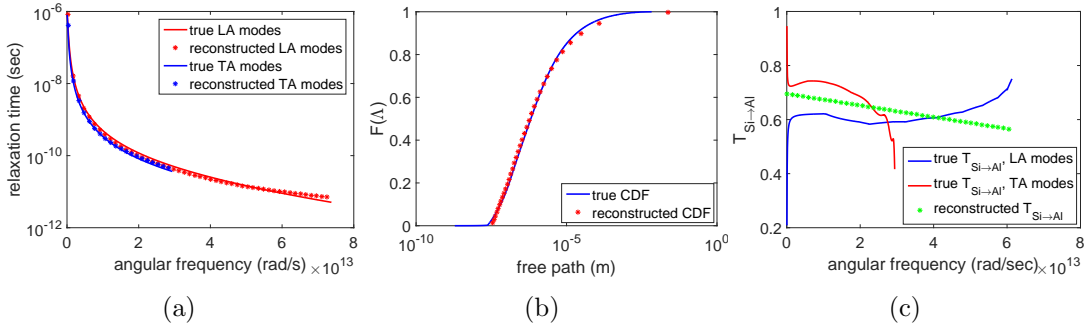 10^-6
10^-8
10^-10
10^-12
relaxation time (sec)
true LA modes
reconstructed LA modes
true TA modes
reconstructed TA modes
0 2 4 6 8
angular frequency (rad/s) ×10^13
(a)
1
0.8
0.6
0.4
0.2
0
F(Λ)
true CDF
reconstructed CDF
10^-10 10^-5 10^0
free path (m)
(b)
1
0.8
0.6
0.4
0.2
T_Si→Al
true T_Si→Al, LA modes
true T_Si→Al, TA modes
reconstructed T_Si→Al
0 2 4 6 8
angular frequency (rad/sec) ×10^13
(c)